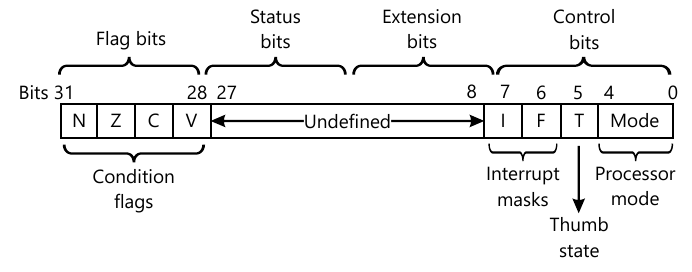 Flag bits
Status
bits
Extension
bits
Control
bits
Bits 31 28 27 8 7 6 5 4 0
N Z C V Undefined I F T Mode
Condition
flags
Interrupt
masks
Processor
mode
Thumb
state